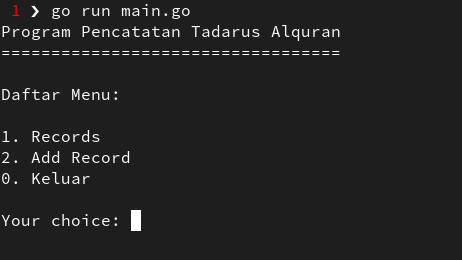 1 ❯ go run main.go
Program Pencatatan Tadarus Alquran
==================================
Daftar Menu:
1. Records
2. Add Record
0. Keluar
Your choice: